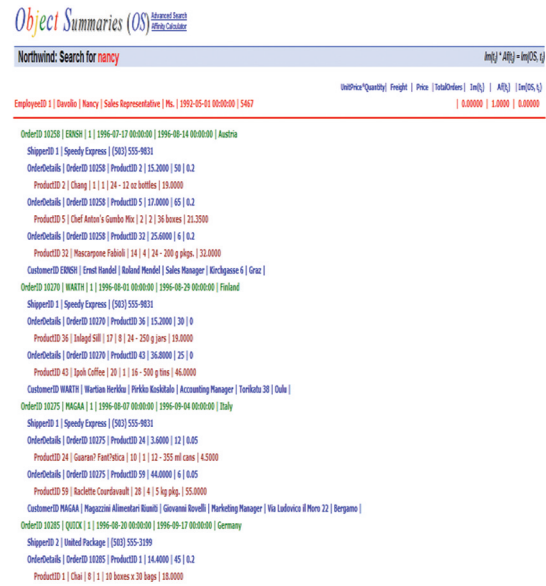 Object Summaries (OS) Advanced Search
Affinity Calculator
Northwind: Search for nancy Im(tj) * Af(tj) = im(OS, tj)
UnitPrice*Quantity| Freight | Price |TotalOrders | Im(tj) | Af(tj) |Im(OS, tj)
EmployeeID 1 | Davolio | Nancy | Sales Representative | Ms. | 1992-05-01 00:00:00 | 5467 | 0.00000 | 1.0000 | 0.00000
OrderID 10258 | ERNSH | 1 | 1996-07-17 00:00:00 | 1996-08-14 00:00:00 | Austria
ShipperID 1 | Speedy Express | (503) 555-9831
OrderDetails | OrderID 10258 | ProductID 2 | 15.2000 | 50 | 0.2
ProductID 2 | Chang | 1 | 1 | 24 - 12 oz bottles | 19.0000
OrderDetails | OrderID 10258 | ProductID 5 | 17.0000 | 65 | 0.2
ProductID 5 | Chef Anton's Gumbo Mix | 2 | 2 | 36 boxes | 21.3500
OrderDetails | OrderID 10258 | ProductID 32 | 25.6000 | 6 | 0.2
ProductID 32 | Mascarpone Fabioli | 14 | 4 | 24 - 200 g pkgs. | 32.0000
CustomerID ERNSH | Ernst Handel | Roland Mendel | Sales Manager | Kirchgasse 6 | Graz |
OrderID 10270 | WARTH | 1 | 1996-08-01 00:00:00 | 1996-08-29 00:00:00 | Finland
ShipperID 1 | Speedy Express | (503) 555-9831
OrderDetails | OrderID 10270 | ProductID 36 | 15.2000 | 30 | 0
ProductID 36 | Inlagd Sill | 17 | 8 | 24 - 250 g jars | 19.0000
OrderDetails | OrderID 10270 | ProductID 43 | 36.8000 | 25 | 0
ProductID 43 | Ipoh Coffee | 20 | 1 | 16 - 500 g tins | 46.0000
CustomerID WARTH | Wartian Herkku | Pirkko Koskitalo | Accounting Manager | Torikatu 38 | Oulu |
OrderID 10275 | MAGAA | 1 | 1996-08-07 00:00:00 | 1996-09-04 00:00:00 | Italy
ShipperID 1 | Speedy Express | (503) 555-9831
OrderDetails | OrderID 10275 | ProductID 24 | 3.6000 | 12 | 0.05
ProductID 24 | Guaran? Fant?stica | 10 | 1 | 12 - 355 ml cans | 4.5000
OrderDetails | OrderID 10275 | ProductID 59 | 44.0000 | 6 | 0.05
ProductID 59 | Raclette Courdavault | 28 | 4 | 5 kg pkg. | 55.0000
CustomerID MAGAA | Magazzini Alimentari Riuniti | Giovanni Rovelli | Marketing Manager | Via Ludovico il Moro 22 | Bergamo |
OrderID 10285 | QUICK | 1 | 1996-08-20 00:00:00 | 1996-09-17 00:00:00 | Germany
ShipperID 2 | United Package | (503) 555-3199
OrderDetails | OrderID 10285 | ProductID 1 | 14.4000 | 45 | 0.2
ProductID 1 | Chai | 8 | 1 | 10 boxes x 30 bags | 18.0000